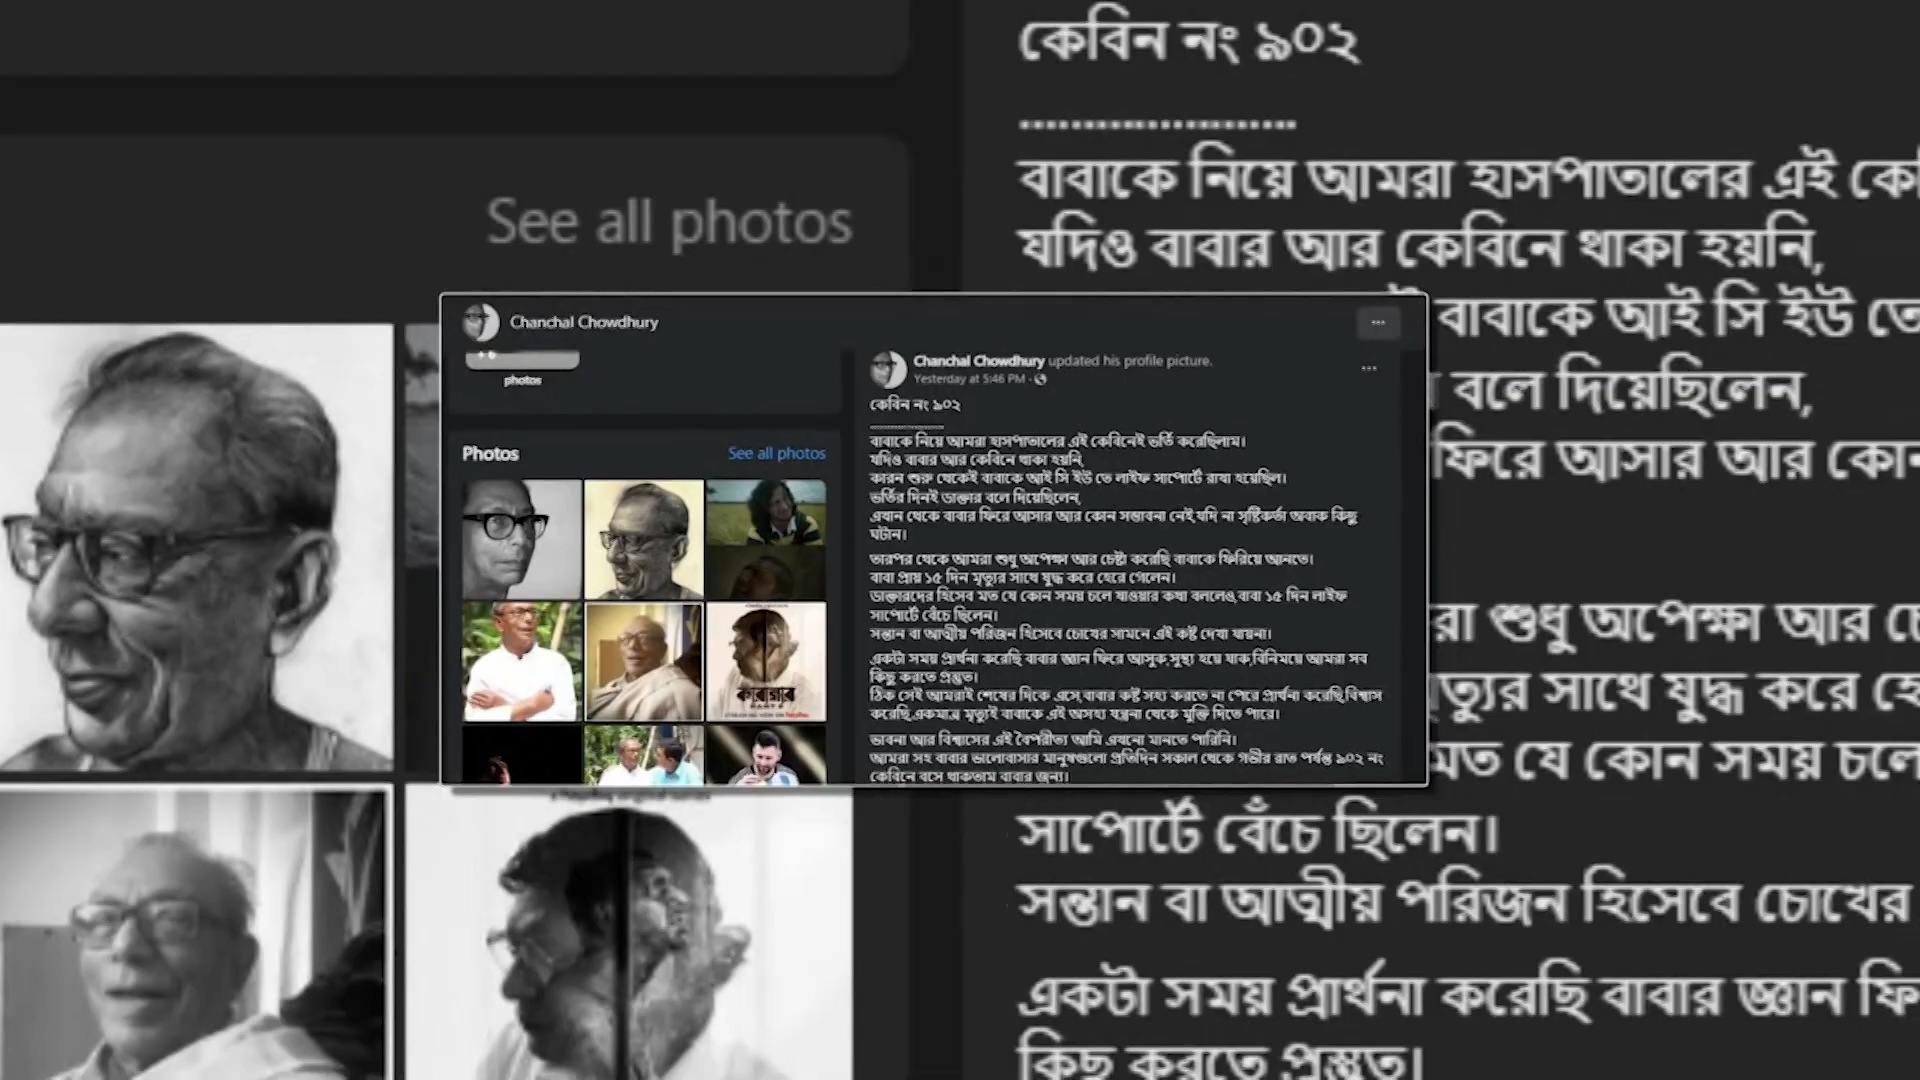 কেবিন নং ৯০২
.....................
বাবাকে নিয়ে আমরা হাসপাতালের এই
যদিও বাবার আর কেবিনে থাকা হয়নি,
বাবাকে আই সি ইউ তে
বলে দিয়েছিলেন,
ফিরে আসার আর
শুধু অপেক্ষা আর
সাথে যুদ্ধ করে
মত যে কোন সময়
সাপোর্টে বেঁচে ছিলেন।
সন্তান বা আত্মীয় পরিজন হিসেবে চোখের
একটা সময় প্রার্থনা করেছি বাবার জ্ঞান
কিছু করতে প্রস্তুত।
See all photos
Chanchal Chowdhury
photos
Photos
See all photos
কারাগার
Chanchal Chowdhury updated his profile picture.
Yesterday at 5:46 PM
কেবিন নং ৯০২
.....................
বাবাকে নিয়ে আমরা হাসপাতালের এই কেবিনেই ভর্তি করেছিলাম।
যদিও বাবার আর কেবিনে থাকা হয়নি,
কারন শুরু থেকেই বাবাকে আই সি ইউ তে লাইফ সাপোর্টে রাখা হয়েছিল।
ভর্তির দিনই ডাক্তার বলে দিয়েছিলেন,
এখান থেকে বাবার ফিরে আসার আর কোন সম্ভাবনা নেই,যদি না সৃষ্টিকর্তা অবাক কিছু
ঘটান।
তারপর থেকে আমরা শুধু অপেক্ষা আর চেষ্টা করেছি বাবাকে ফিরিয়ে আনতে।
বাবা প্রায় ১৫ দিন মৃত্যুর সাথে যুদ্ধ করে হেরে গেলেন।
ডাক্তারদের হিসেব মত যে কোন সময় চলে যাওয়ার কথা বললেও,বাবা ১৫ দিন লাইফ
সাপোর্টে বেঁচে ছিলেন।
সন্তান বা আত্মীয় পরিজন হিসেবে চোখের সামনে এই কষ্ট দেখা যায়না।
একটা সময় প্রার্থনা করেছি বাবার জ্ঞান ফিরে আসুক,সুস্থ্য হয়ে যাক,বিনিময়ে আমরা সব
কিছু করতে প্রস্তুত।
ঠিক সেই আমরাই শেষের দিকে এসে,বাবার কষ্ট সহ্য করতে না পেরে প্রার্থনা করেছি,বিশ্বাস
করেছি,একমাত্র মৃত্যুই বাবাকে এই অসহ্য যন্ত্রনা থেকে মুক্তি দিতে পারে।
ভাবনা আর বিশ্বাসের এই বৈপরীত্য আমি এখনো মানতে পারিনি।
আমরা সহ বাবার ভালোবাসার মানুষগুলো প্রতিদিন সকাল থেকে গভীর রাত পর্যন্ত ৯০২ নং
কেবিনে বসে থাকতাম বাবার জন্য।